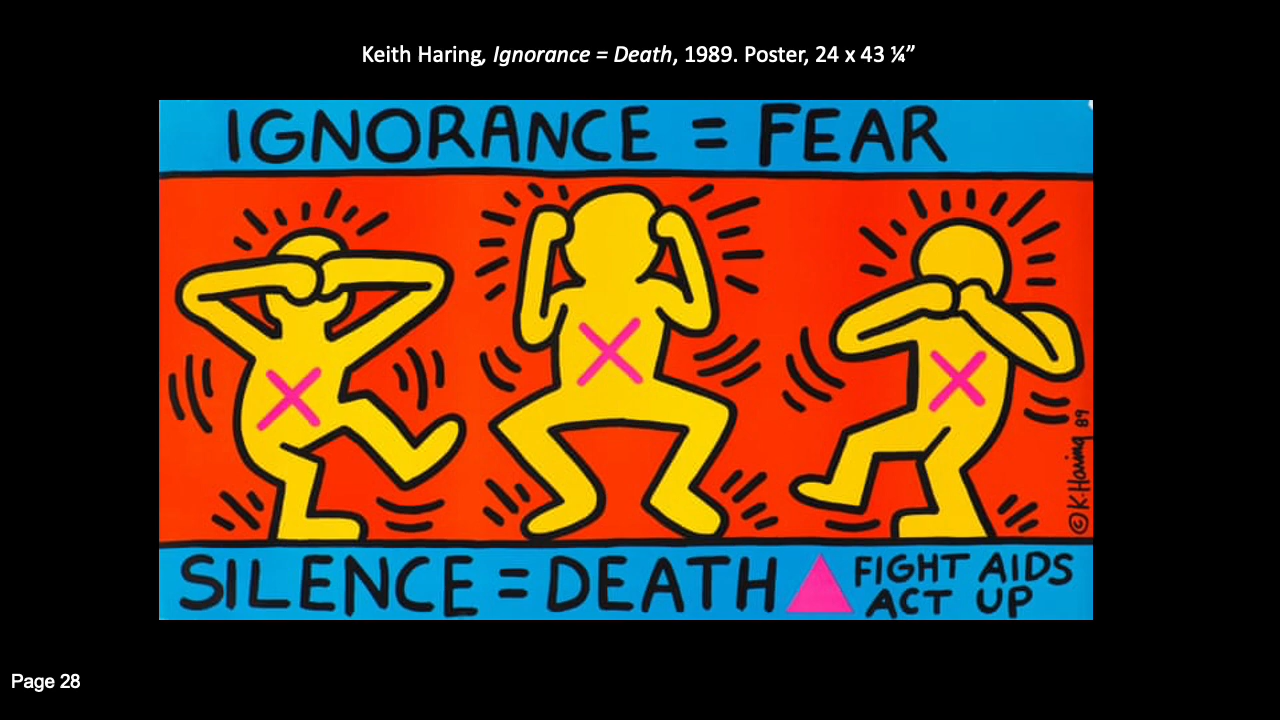 Keith Haring, Ignorance = Death, 1989. Poster, 24 x 43 ¼”
IGNORANCE = FEAR
© K. Haring 89
SILENCE = DEATH
FIGHT AIDS
ACT UP
Page 28